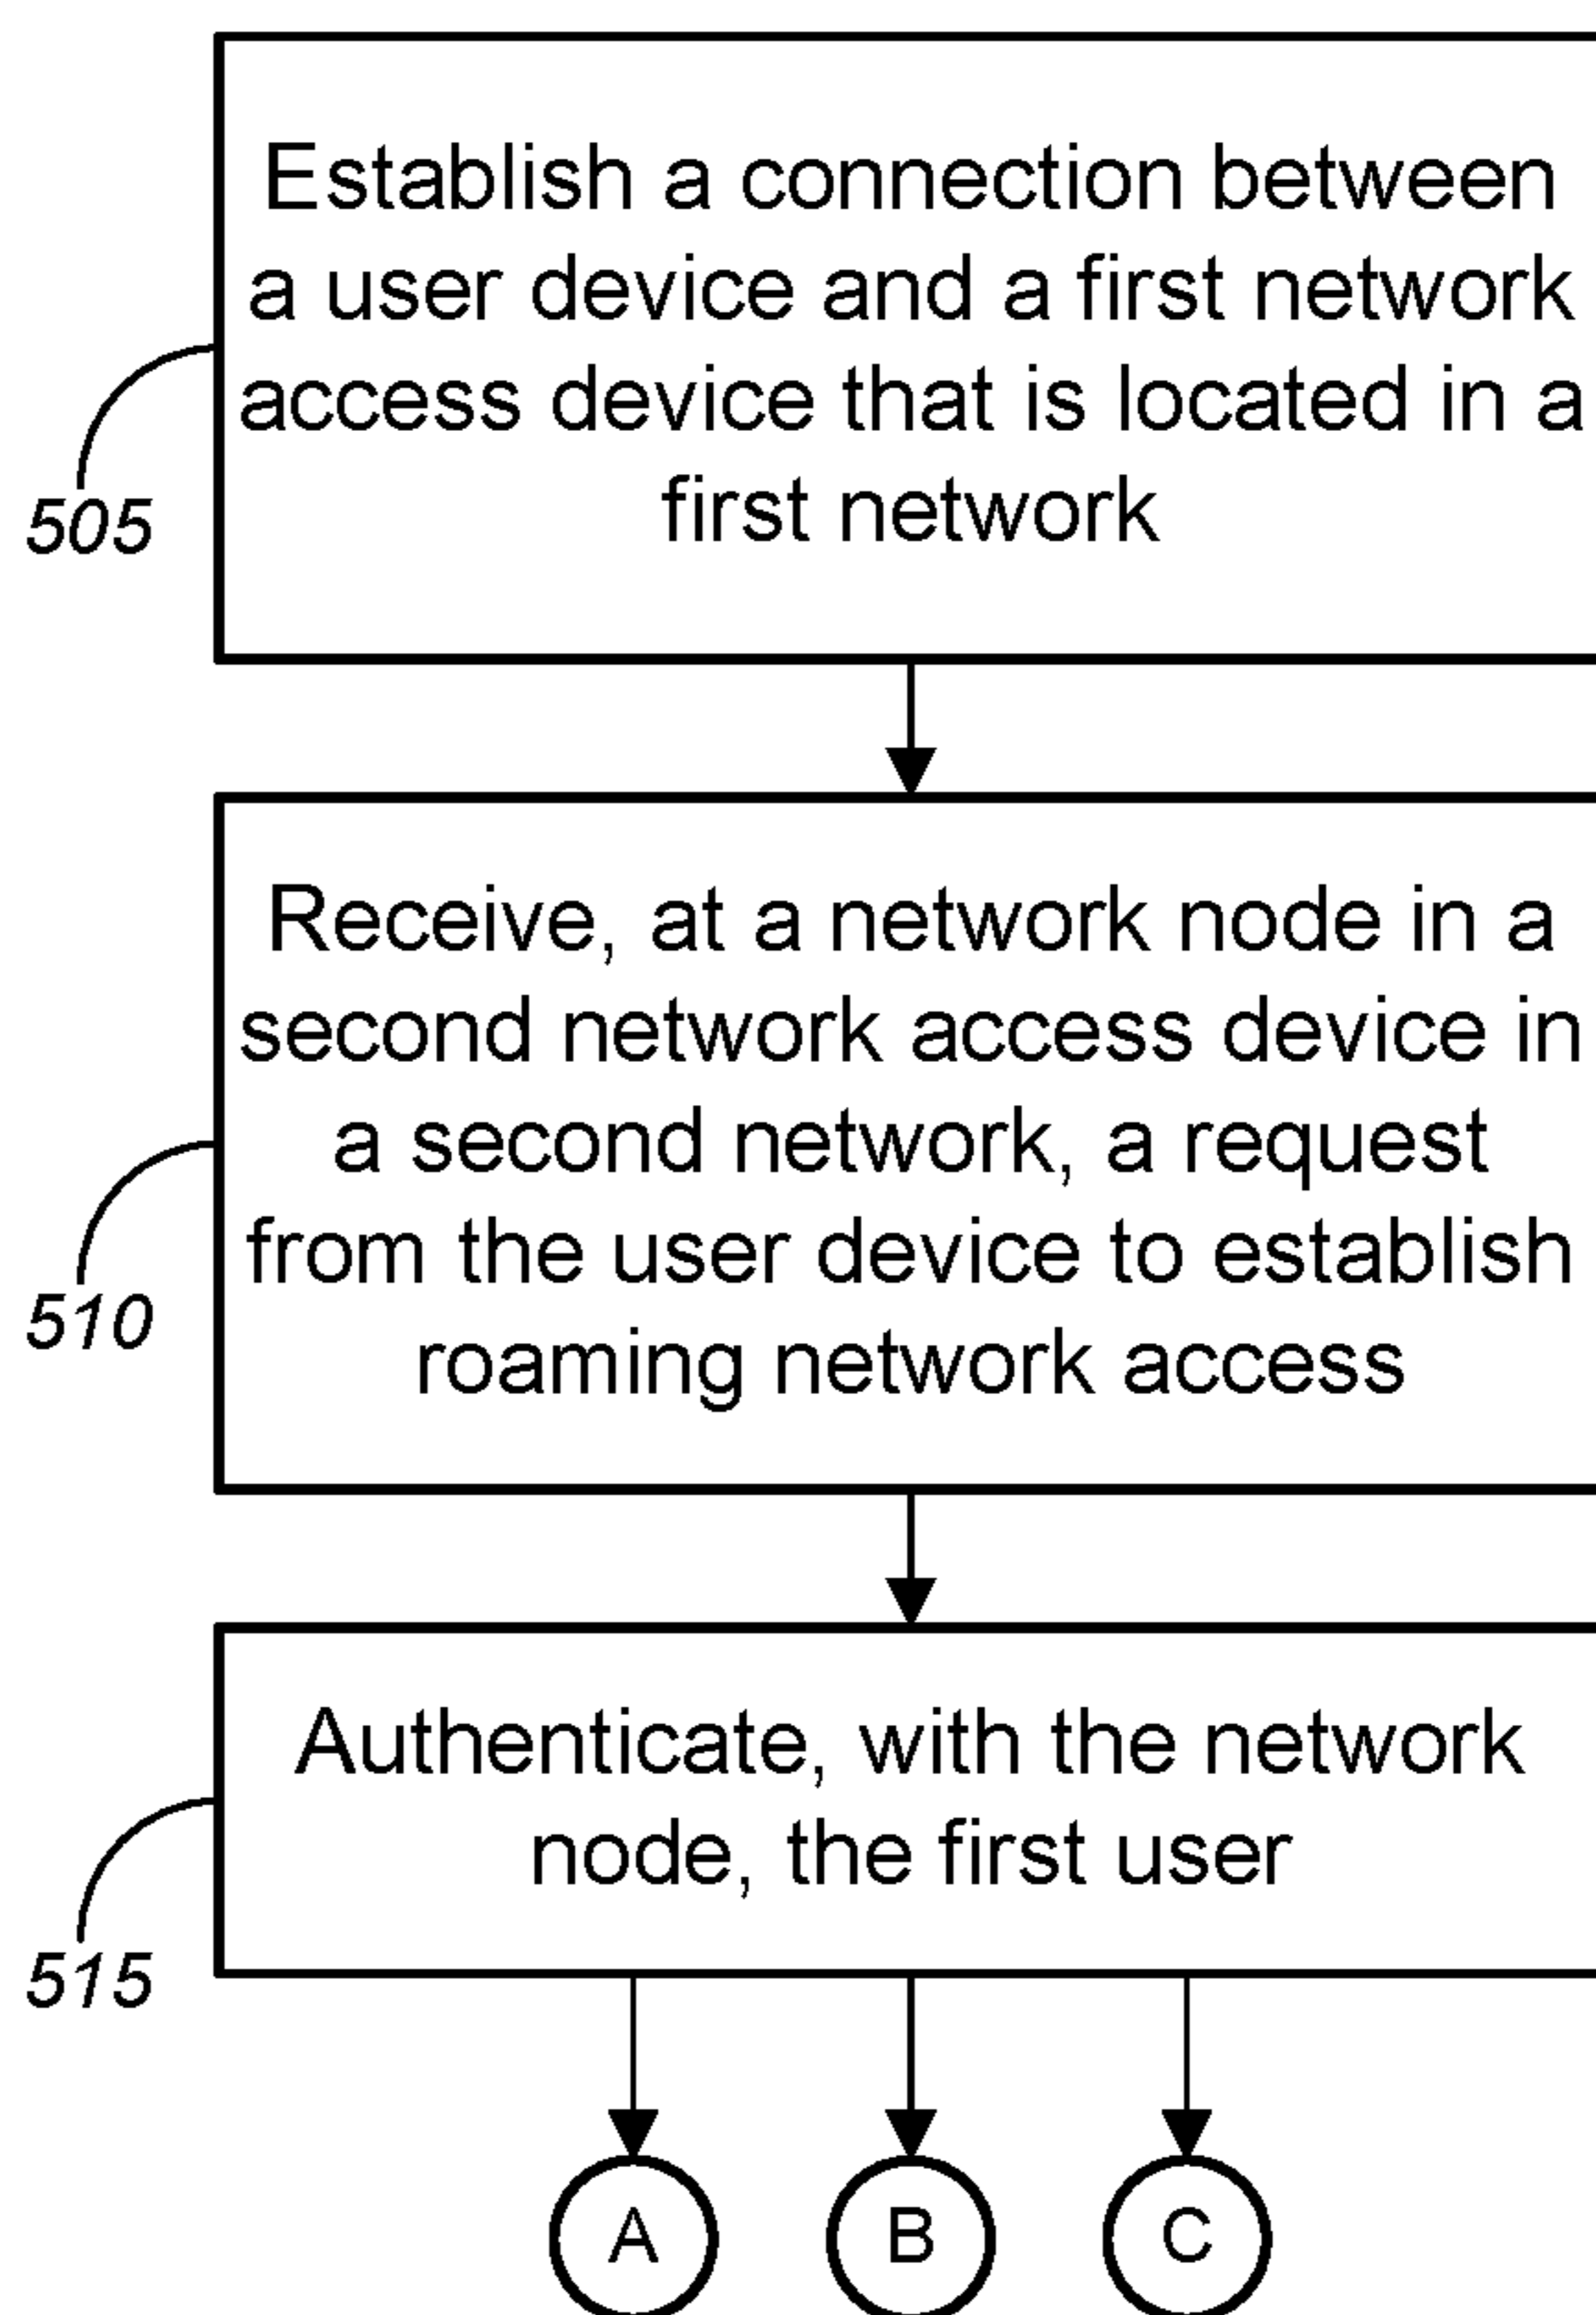 Establish a connection between
a user device and a first network
access device that is located in a
first network
505
Receive, at a network node in a
second network access device in
a second network, a request
from the user device to establish
roaming network access
510
Authenticate, with the network
node, the first user
515
A
B
C